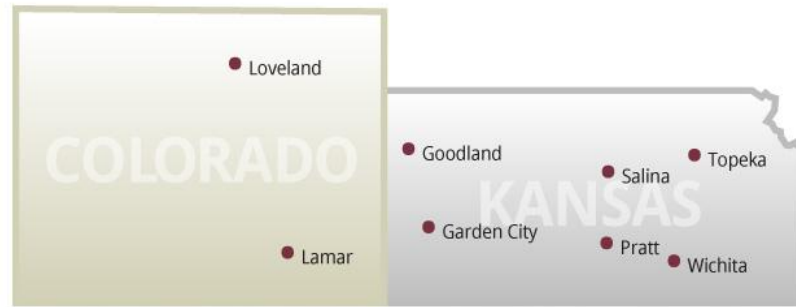 Loveland
COLORADO
Goodland
Topeka
Salina
KANSAS
Garden City
Pratt
Lamar
Wichita